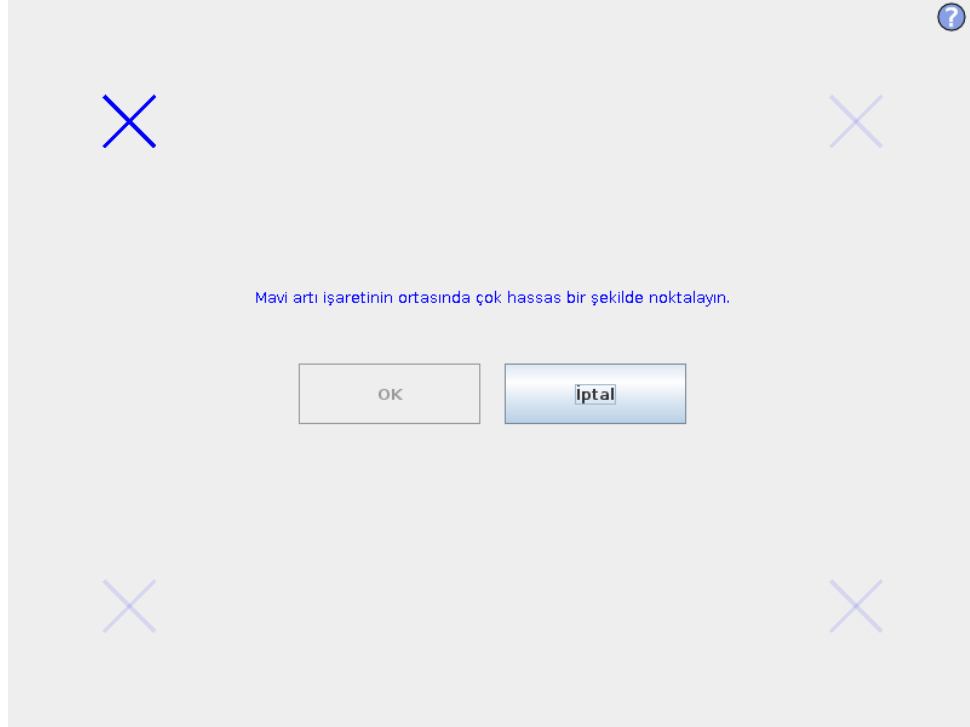 ?
Mavi artı işaretinin ortasında çok hassas bir şekilde noktalayın.
OK
İptal